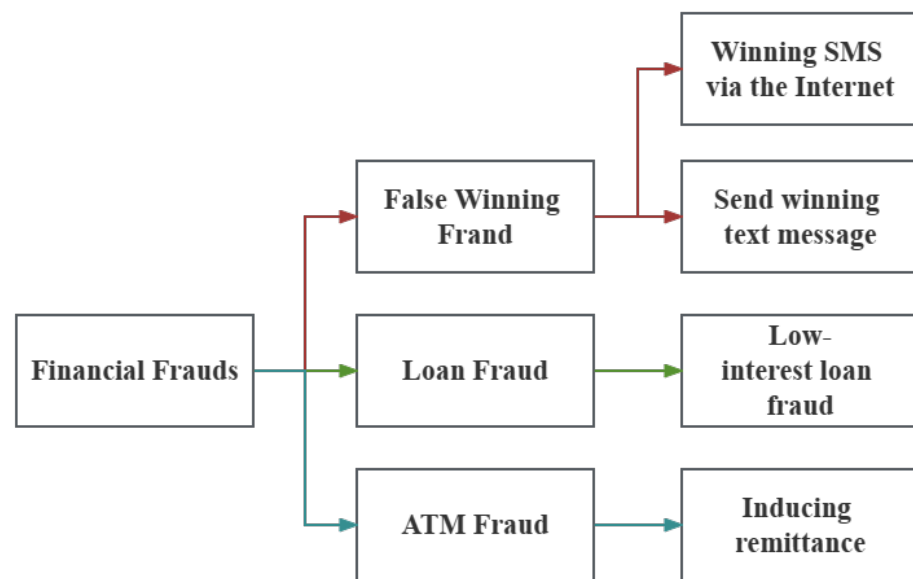 Winning SMS
via the Internet
False Winning
Frand
Send winning
text message
Financial Frauds
Loan Fraud
Low-
interest loan
fraud
ATM Fraud
Inducing
remittance